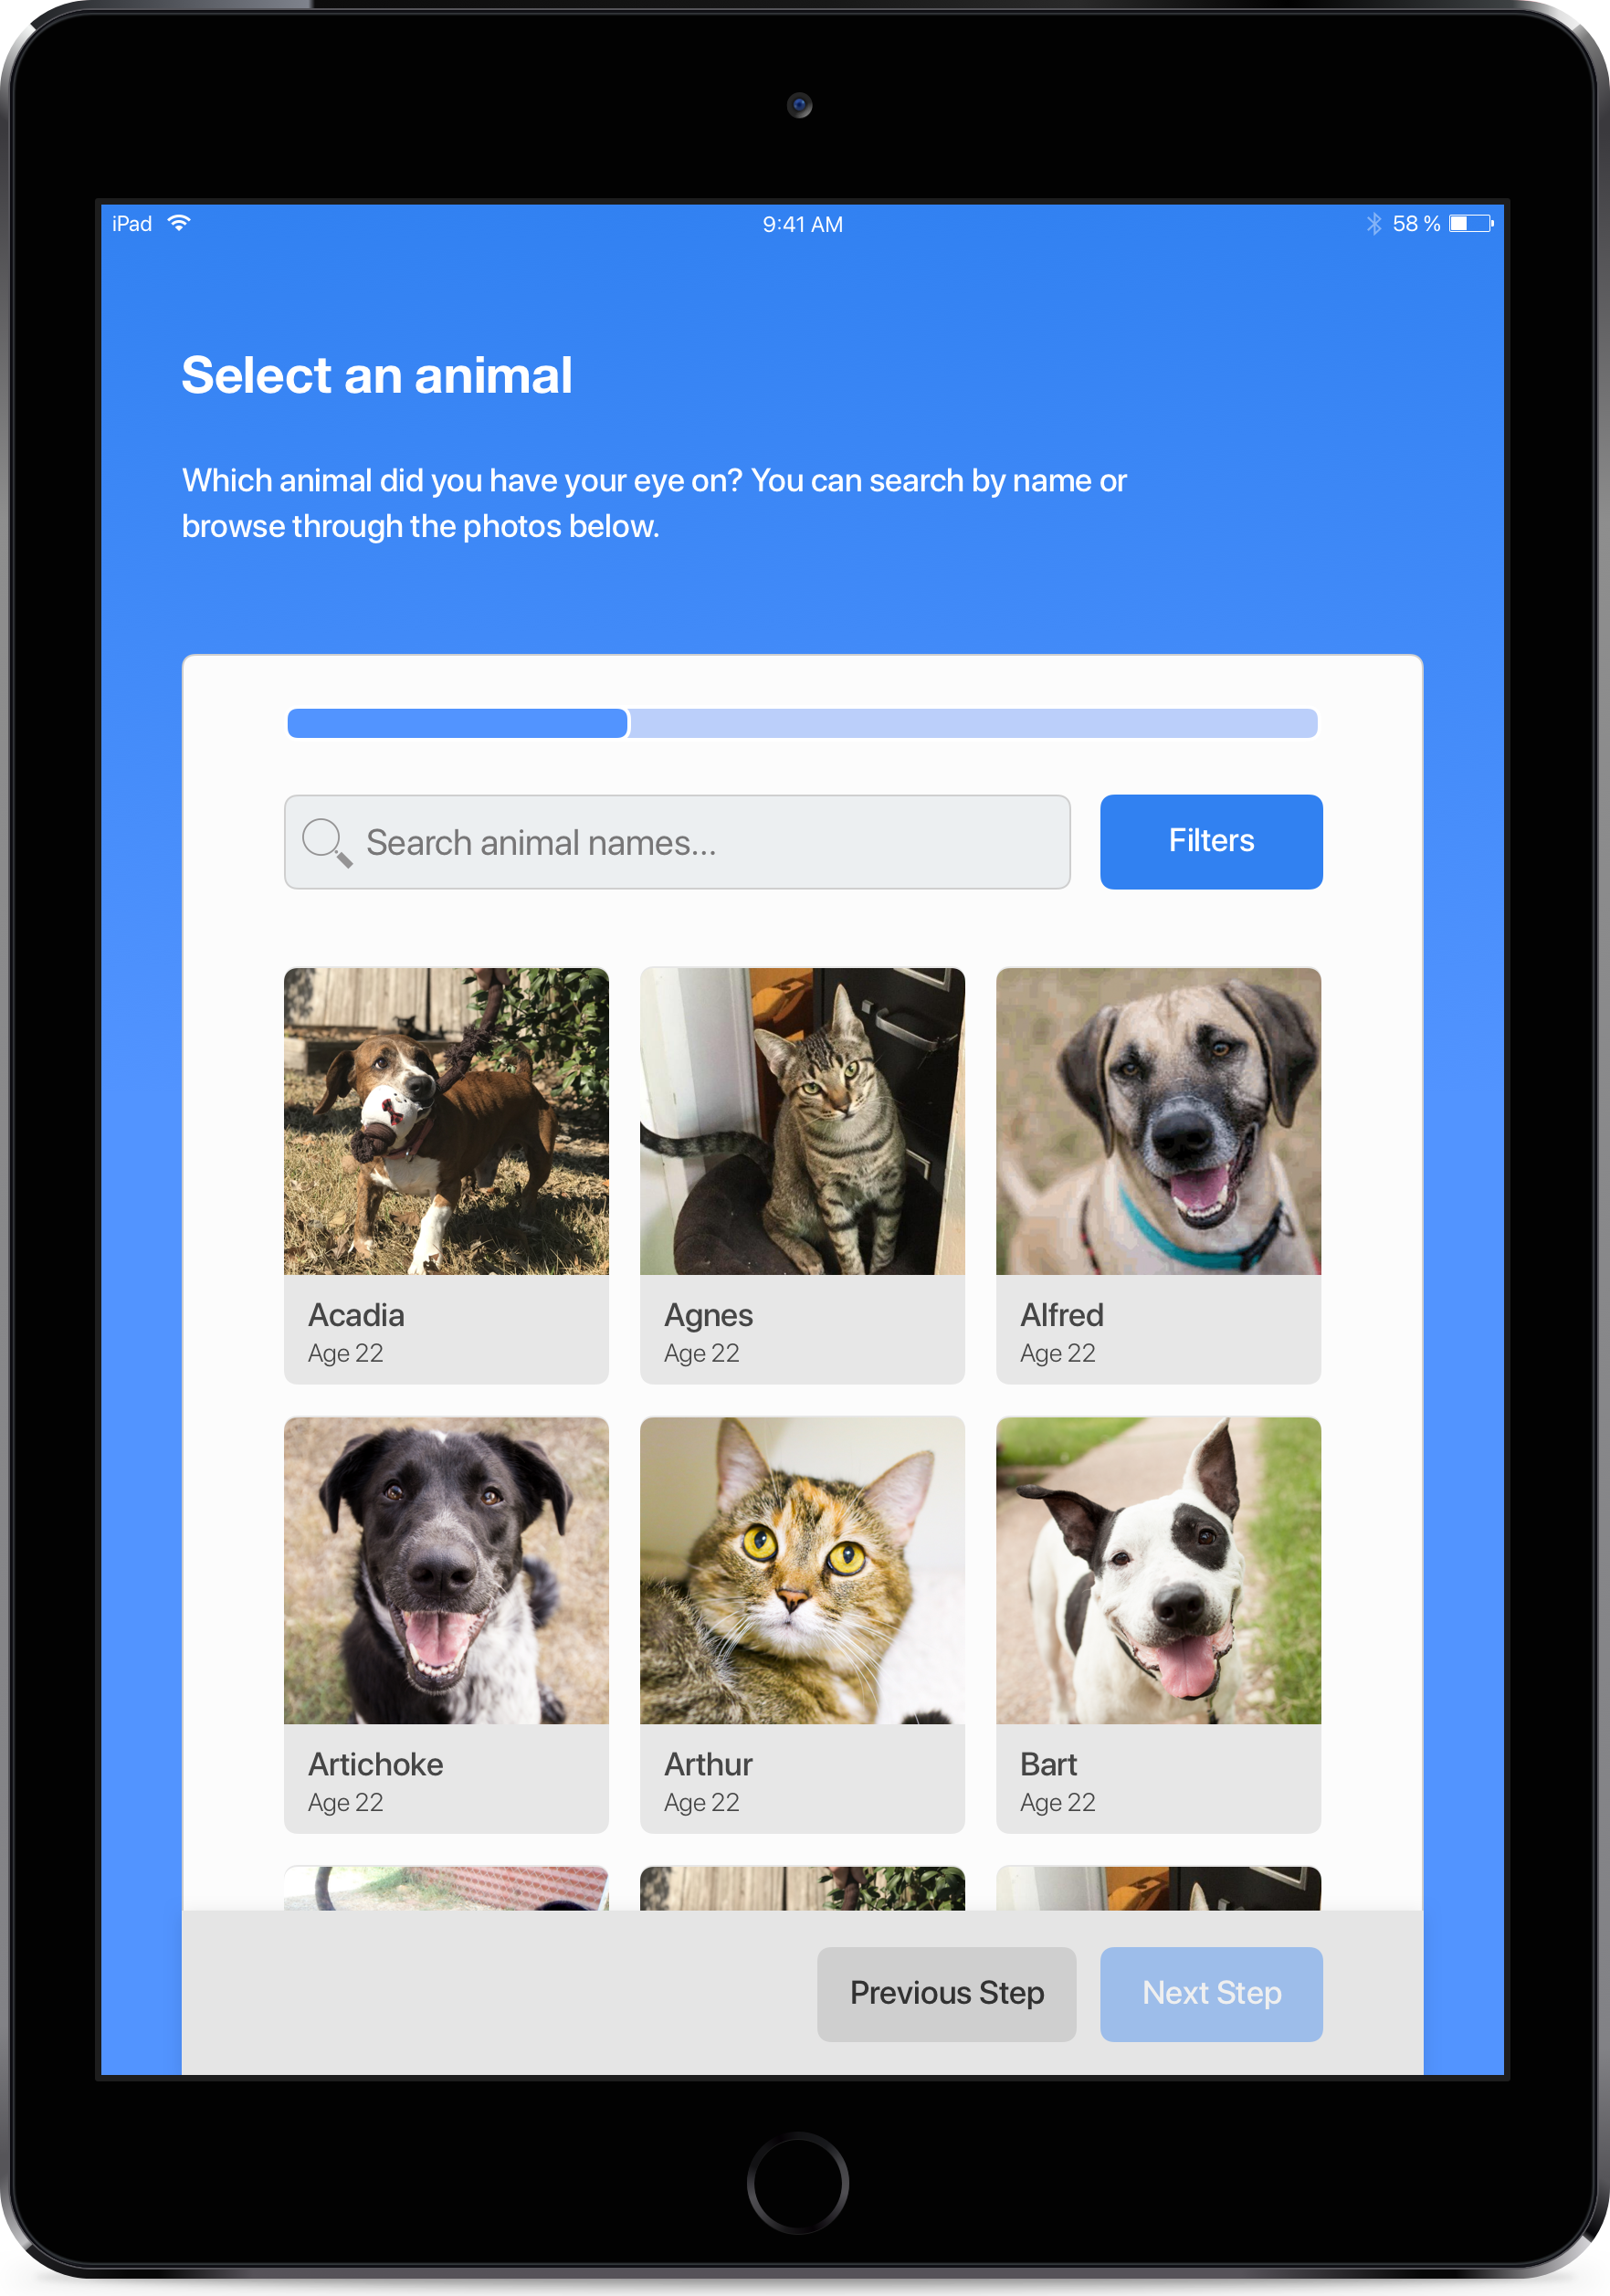 iPad
9:41 AM
58 %
Select an animal
Which animal did you have your eye on? You can search by name or
browse through the photos below.
Search animal names...
Filters
Acadia
Age 22
Agnes
Age 22
Alfred
Age 22
Artichoke
Age 22
Arthur
Age 22
Bart
Age 22
Previous Step
Next Step